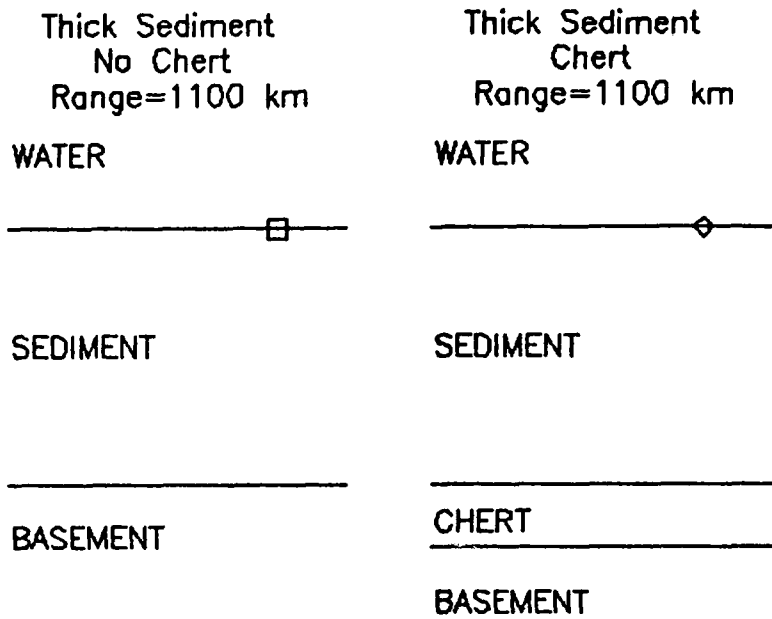 Thick Sediment
No Chert
Range=1100 km
WATER
SEDIMENT
BASEMENT
Thick Sediment
Chert
Range=1100 km
WATER
SEDIMENT
CHERT
BASEMENT